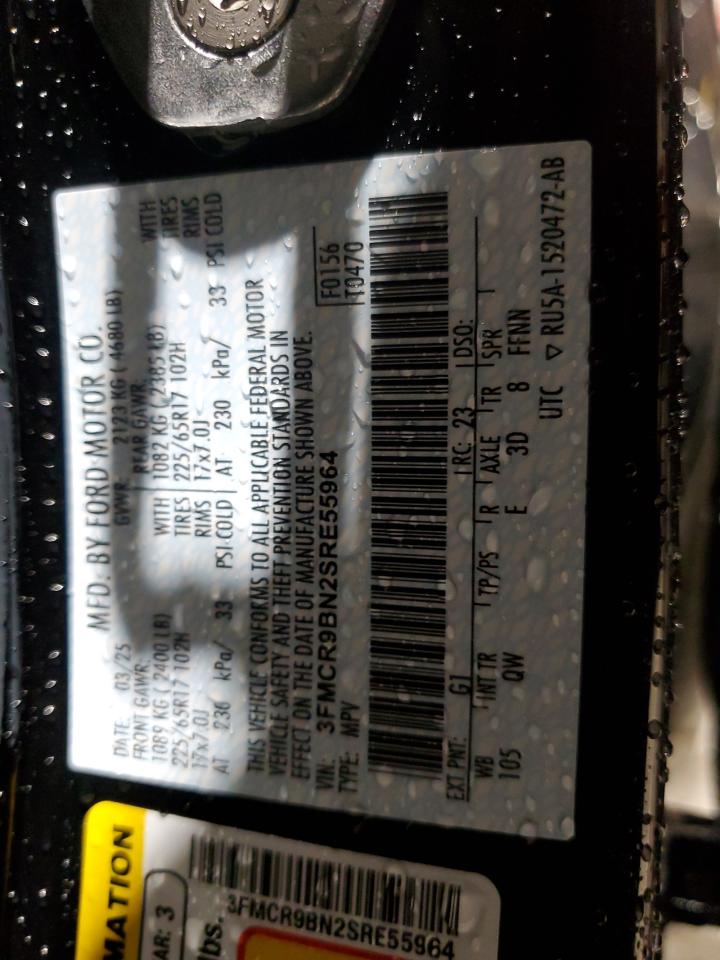 MFD. BY FORD MOTOR CO.
DATE: 03/25 GVWR: 2123 KG ( 4680 LB)
FRONT GAWR: REAR GAWR:
1089 KG ( 2400 LB) WITH 1082 KG ( 2385 LB) WITH
225/65R17 102H TIRES 225/65R17 102H TIRES
17x7.0J RIMS 17x7.0J RIMS
AT 230 kPa/ 33 PSI COLD AT 230 kPa/ 33 PSI COLD
THIS VEHICLE CONFORMS TO ALL APPLICABLE FEDERAL MOTOR
VEHICLE SAFETY AND THEFT PREVENTION STANDARDS IN
EFFECT ON THE DATE OF MANUFACTURE SHOWN ABOVE.
VIN: 3FMCR9BN2SRE55964 F0156
TYPE: MPV T0470
EXT PNT: G1 RC: 23 DSO:
WB INT TR TP/PS R AXLE TR SPR
105 QW E 3D 8 FFNN
UTC ▽ RU5A-1520472-AB
MATION
AR: 3
lbs.
3FMCR9BN2SRE55964